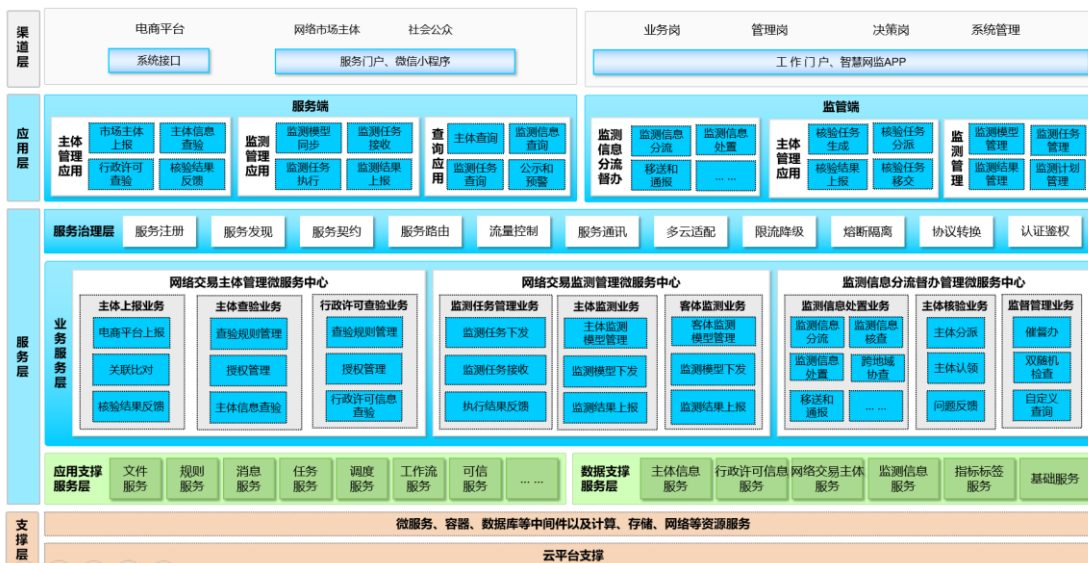 渠道层
电商平台
网络市场主体
社会公众
系统接口
服务门户、微信小程序
业务岗
管理岗
决策岗
系统管理
工作门户、智慧网监APP
应用层
服务端
主体管理应用
市场主体
上报
主体信息
查验
行政许可
查验
核验结果
反馈
监测管理应用
监测模型
同步
监测任务
接收
监测任务
执行
监测结果
上报
查询应用
主体查询
监测信息
查询
监测任务
查询
公示和
预警
监管端
监测信息分流督办
监测信息
分流
监测信息
处置
移送和
通报
... ...
主体管理应用
核验任务
生成
核验任务
分派
核验结果
上报
核验任务
移交
监测管理
监测模型
管理
监测任务
管理
监测结果
管理
监测计划
管理
服务层
服务治理层
服务注册
服务发现
服务契约
服务路由
流量控制
服务通讯
多云适配
限流降级
熔断隔离
协议转换
认证鉴权
业务服务层
网络交易主体管理微服务中心
主体上报业务
电商平台上报
关联比对
核验结果反馈
主体查验业务
查验规则管理
授权管理
主体信息查验
行政许可查验业务
查验规则管理
授权管理
行政许可信息
查验
网络交易监测管理微服务中心
监测任务管理业务
监测任务下发
监测任务接收
执行结果反馈
主体监测业务
主体监测
模型管理
监测模型下发
监测结果上报
客体监测业务
客体监测
模型管理
监测模型下发
监测结果上报
监测信息分流督办管理微服务中心
监测信息处置业务
监测信息
分流
监测信息
核查
监测信息
处置
跨地域
协查
移送和
通报
... ...
主体核验业务
主体分派
主体认领
问题反馈
监督管理业务
催督办
双随机
检查
自定义
查询
应用支撑
服务层
文件
服务
规则
服务
消息
服务
任务
服务
调度
服务
工作流
服务
可信
服务
... ...
数据支撑
服务层
主体信息
服务
行政许可信息
服务
网络交易主体
服务
监测信息
服务
指标标签
服务
基础服务
支撑层
微服务、容器、数据库等中间件以及计算、存储、网络等资源服务
云平台支撑